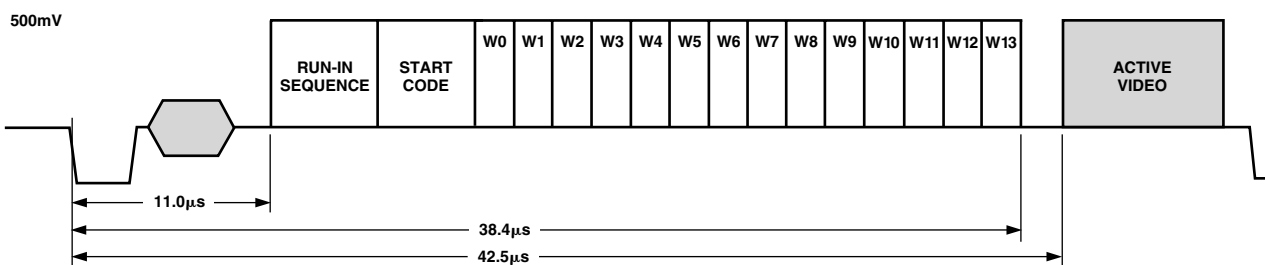 500mV
RUN-IN
SEQUENCE
START
CODE
W0 W1 W2 W3 W4 W5 W6 W7 W8 W9 W10 W11 W12 W13
ACTIVE
VIDEO
11.0μs
38.4μs
42.5μs